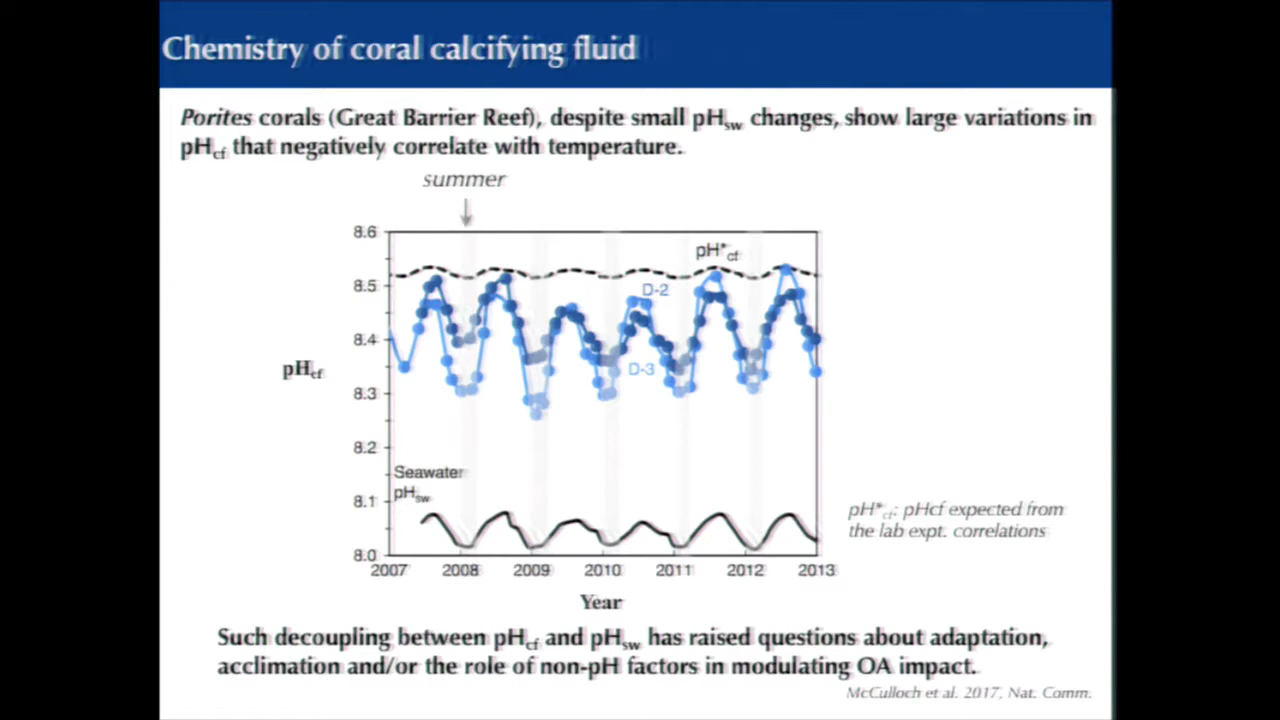 Chemistry of coral calcifying fluid
Porites corals (Great Barrier Reef), despite small pHsw changes, show large variations in
pHcf that negatively correlate with temperature.
summer
8.6
pH*cf
8.5
D-2
8.4
pHcf
D-3
8.3
8.2
Seawater
pHsw
8.1
pH*cf: pHcf expected from
the lab expt. correlations
8.0
2007 2008 2009 2010 2011 2012 2013
Year
Such decoupling between pHcf and pHsw has raised questions about adaptation,
acclimation and/or the role of non-pH factors in modulating OA impact.
McCulloch et al. 2017, Nat. Comm.